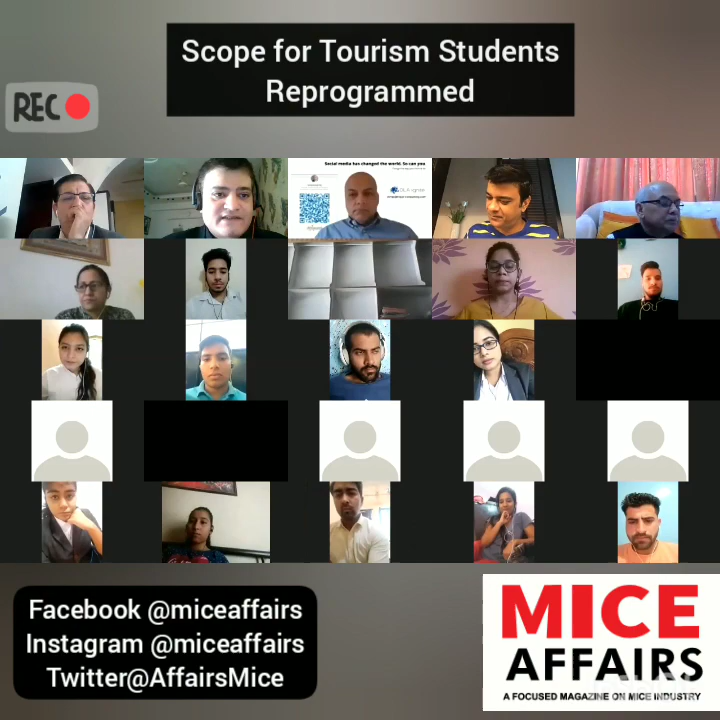 Scope for Tourism Students
Reprogrammed
REC
Social media has changed the world. So can you
Facebook @miceaffairs
Instagram @miceaffairs
Twitter@AffairsMice
MICE
AFFAIRS
A FOCUSED MAGAZINE ON MICE INDUSTRY